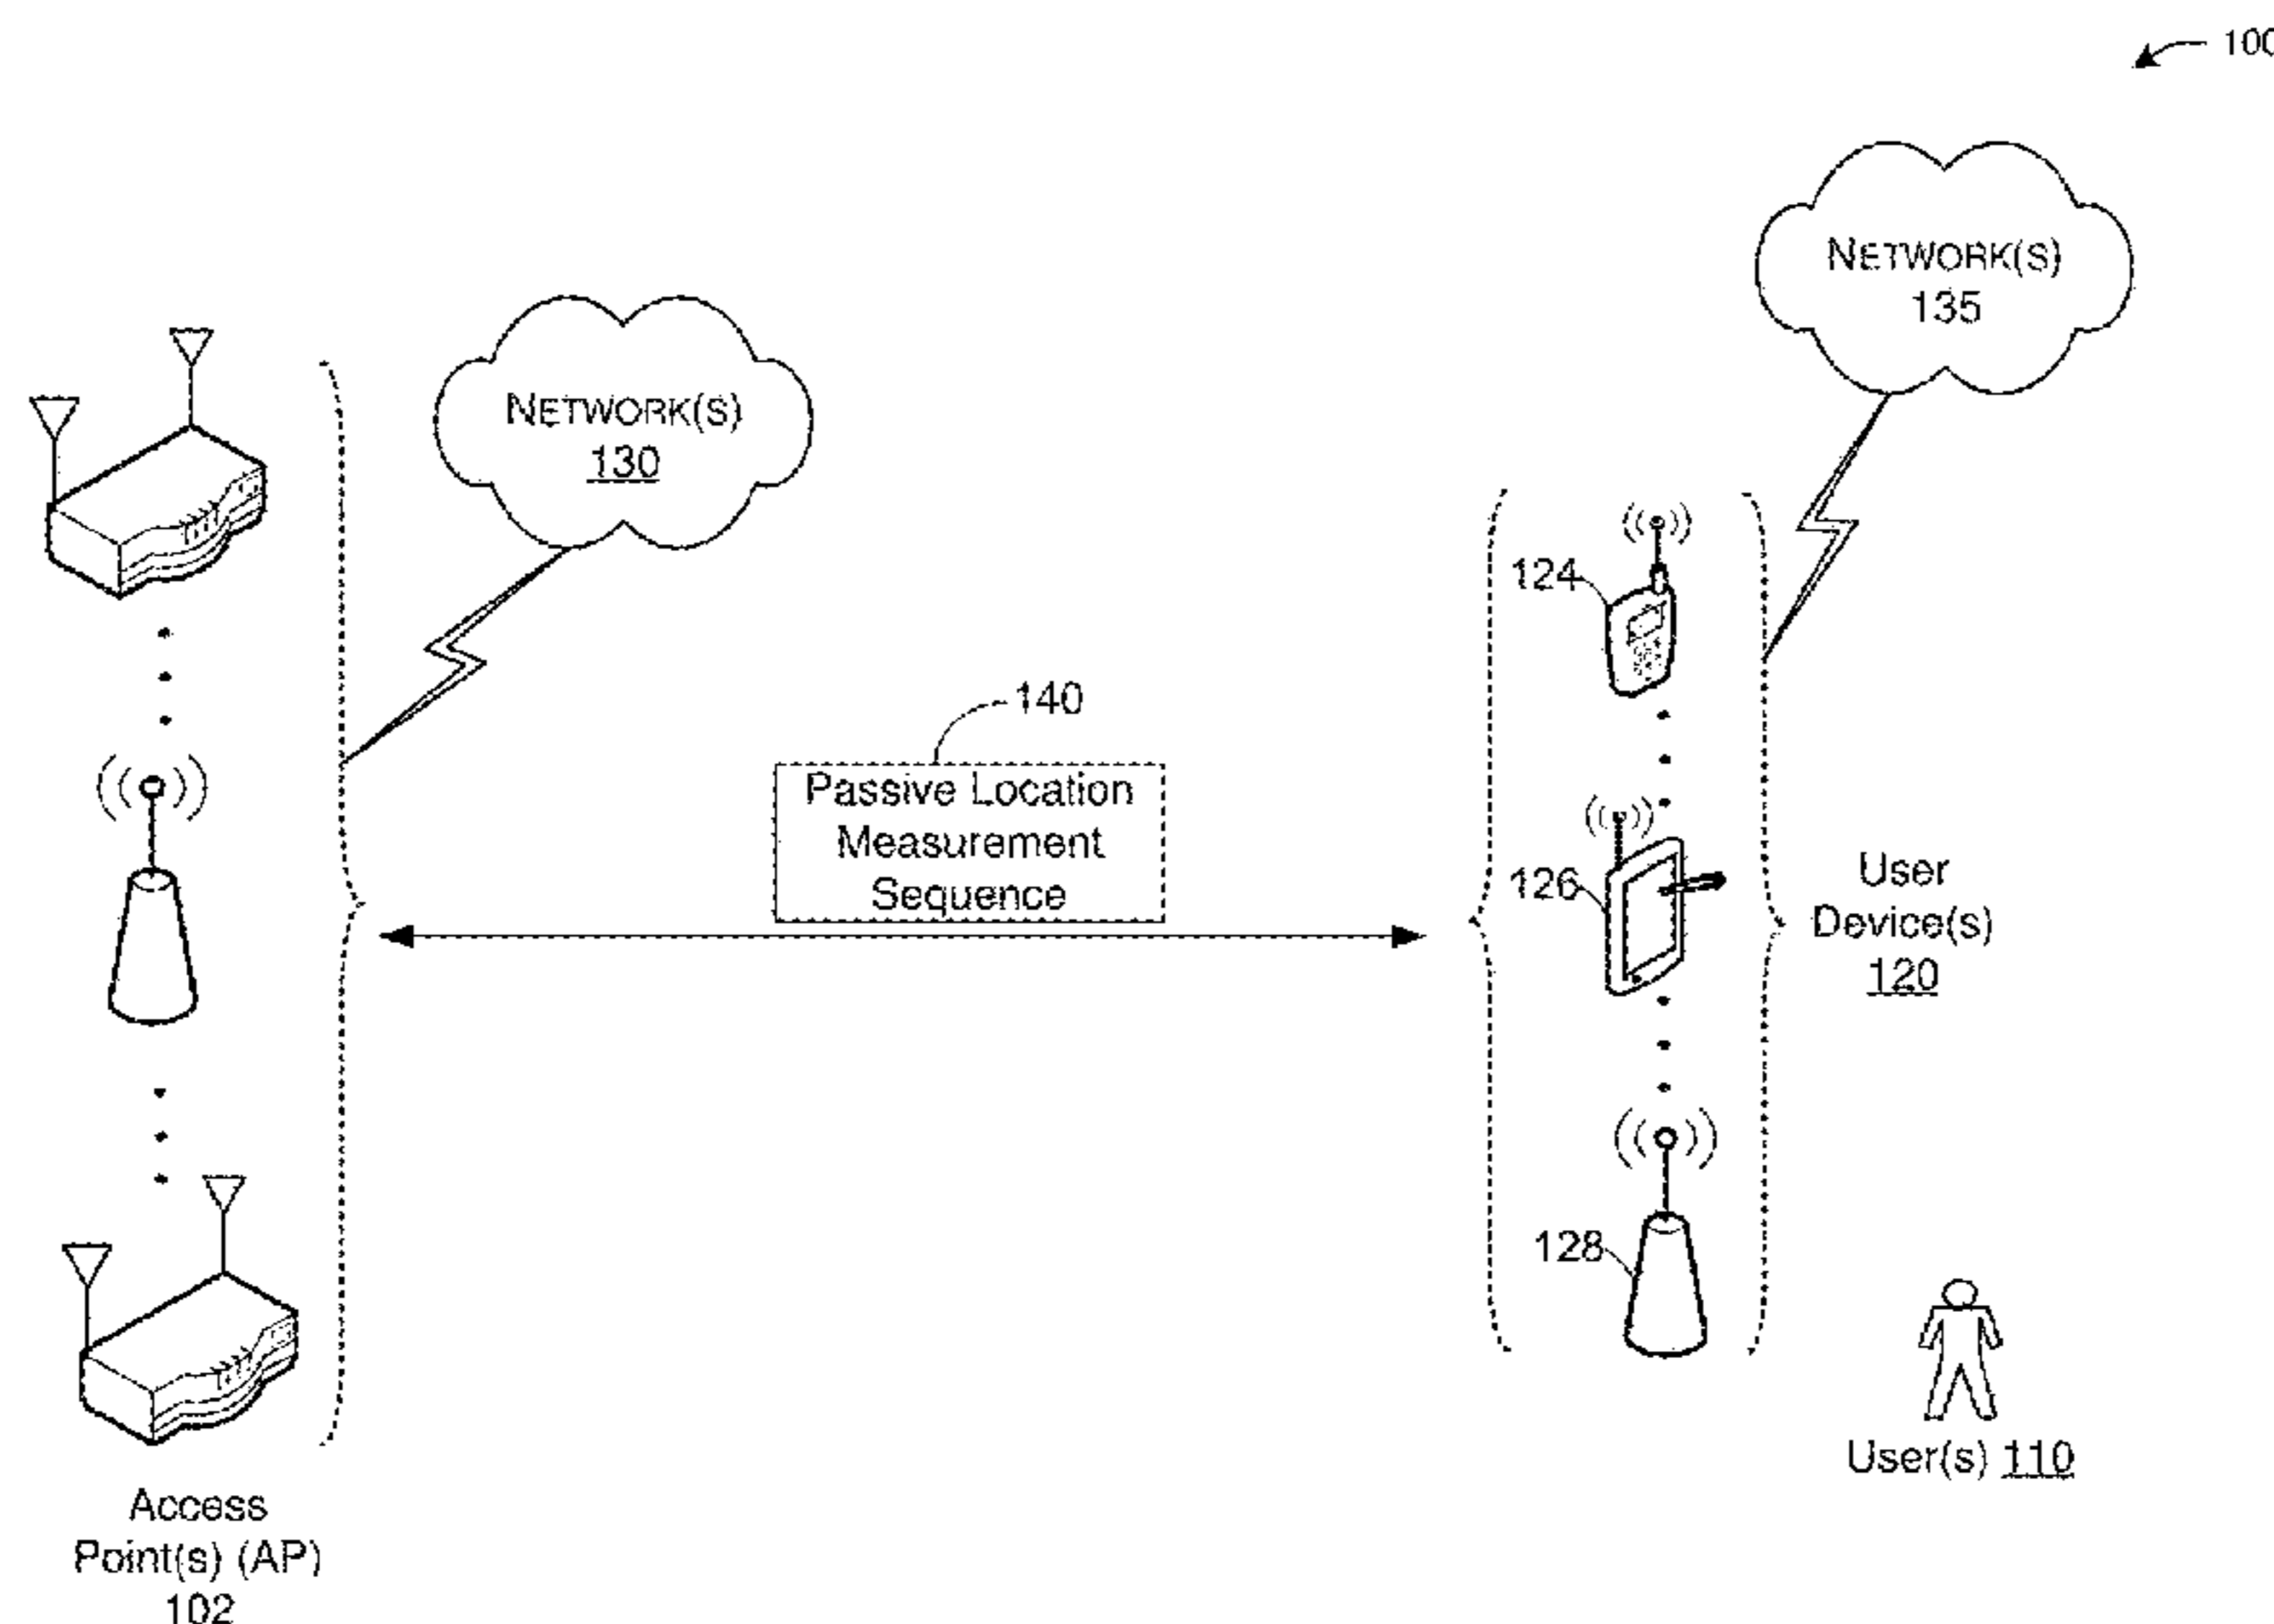 100
NETWORK(S)
135
NETWORK(S)
130
124
140
Passive Location
Measurement
Sequence
126
User
Device(s)
120
128
User(s) 110
Access
Point(s) (AP)
102